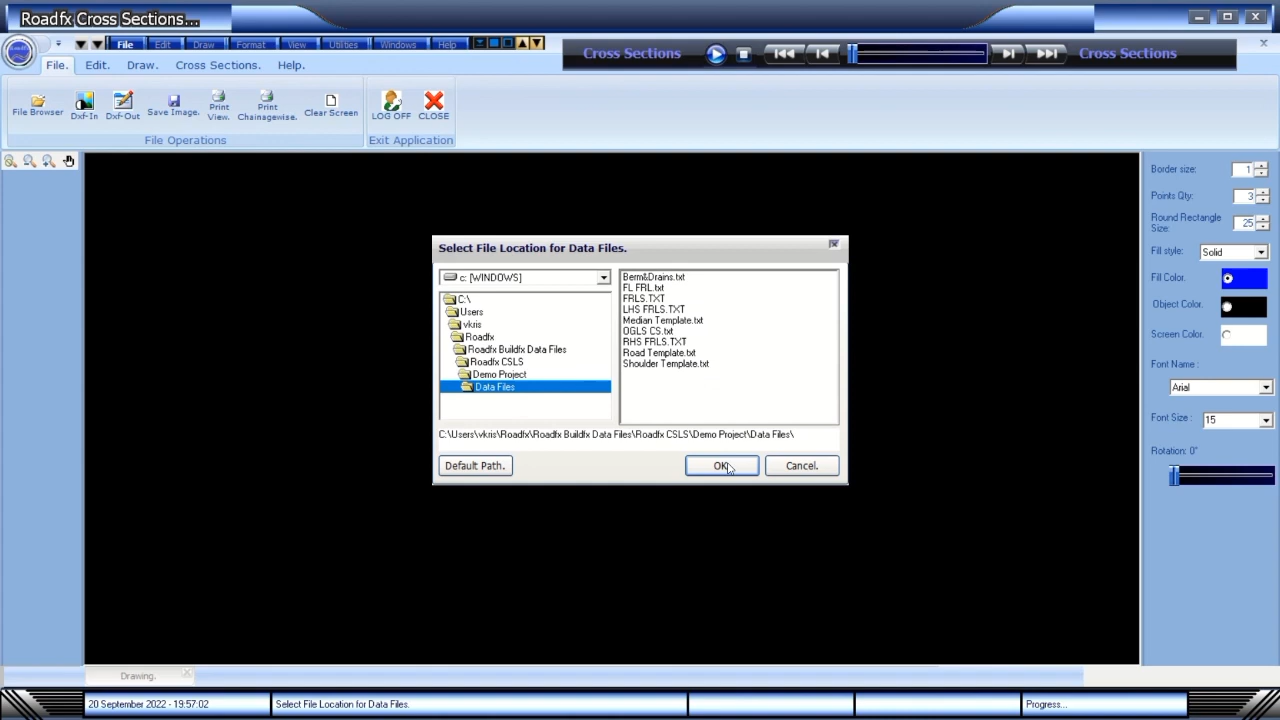 Roadfx Cross Sections...
File Edit Draw Format View Utilities Windows Help
Cross Sections Cross Sections
File. Edit. Draw. Cross Sections. Help.
File Browser Dxf-In Dxf-Out Save Image. Print View. Print Chainagewise. Clear Screen LOG OFF CLOSE
File Operations Exit Application
Border size: 1
Points Qty: 3
Round Rectangle Size: 25
Fill style: Solid
Fill Color.
Object Color.
Screen Color.
Font Name :
Arial
Font Size : 15
Rotation: 0°
Select File Location for Data Files.
c: [WINDOWS]
C:\
Users
vkris
Roadfx
Roadfx Buildfx Data Files
Roadfx CSLS
Demo Project
Data Files
Berm&Drains.txt
FL FRL.txt
FRLS.TXT
LHS FRLS.TXT
Median Template.txt
OGLS CS.txt
RHS FRLS.TXT
Road Template.txt
Shoulder Template.txt
C:\Users\vkris\Roadfx\Roadfx Buildfx Data Files\Roadfx CSLS\Demo Project\Data Files\
Default Path. OK Cancel.
Drawing.
20 September 2022 - 19:57:02 Select File Location for Data Files. Progress...